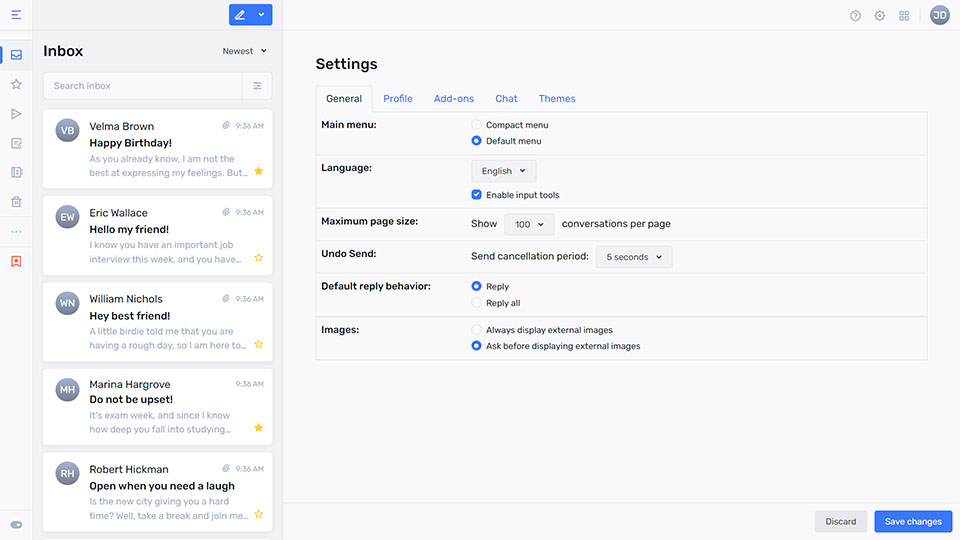 JD
Inbox
Newest
Search inbox
VB
Velma Brown
9:36 AM
Happy Birthday!
As you already know, I am not the
best at expressing my feelings. But...
EW
Eric Wallace
9:36 AM
Hello my friend!
I know you have an important job
interview this week, and you have...
WN
William Nichols
9:36 AM
Hey best friend!
A little birdie told me that you are
having a rough day, so I am here to...
MH
Marina Hargrove
9:36 AM
Do not be upset!
It's exam week, and since I know
how deep you fall into studying...
RH
Robert Hickman
9:36 AM
Open when you need a laugh
Is the new city giving you a hard
time? Well, take a break and join me...
Settings
General Profile Add-ons Chat Themes
Main menu:
Compact menu
Default menu
Language:
English
Enable input tools
Maximum page size:
Show 100 conversations per page
Undo Send:
Send cancellation period: 5 seconds
Default reply behavior:
Reply
Reply all
Images:
Always display external images
Ask before displaying external images
Discard
Save changes